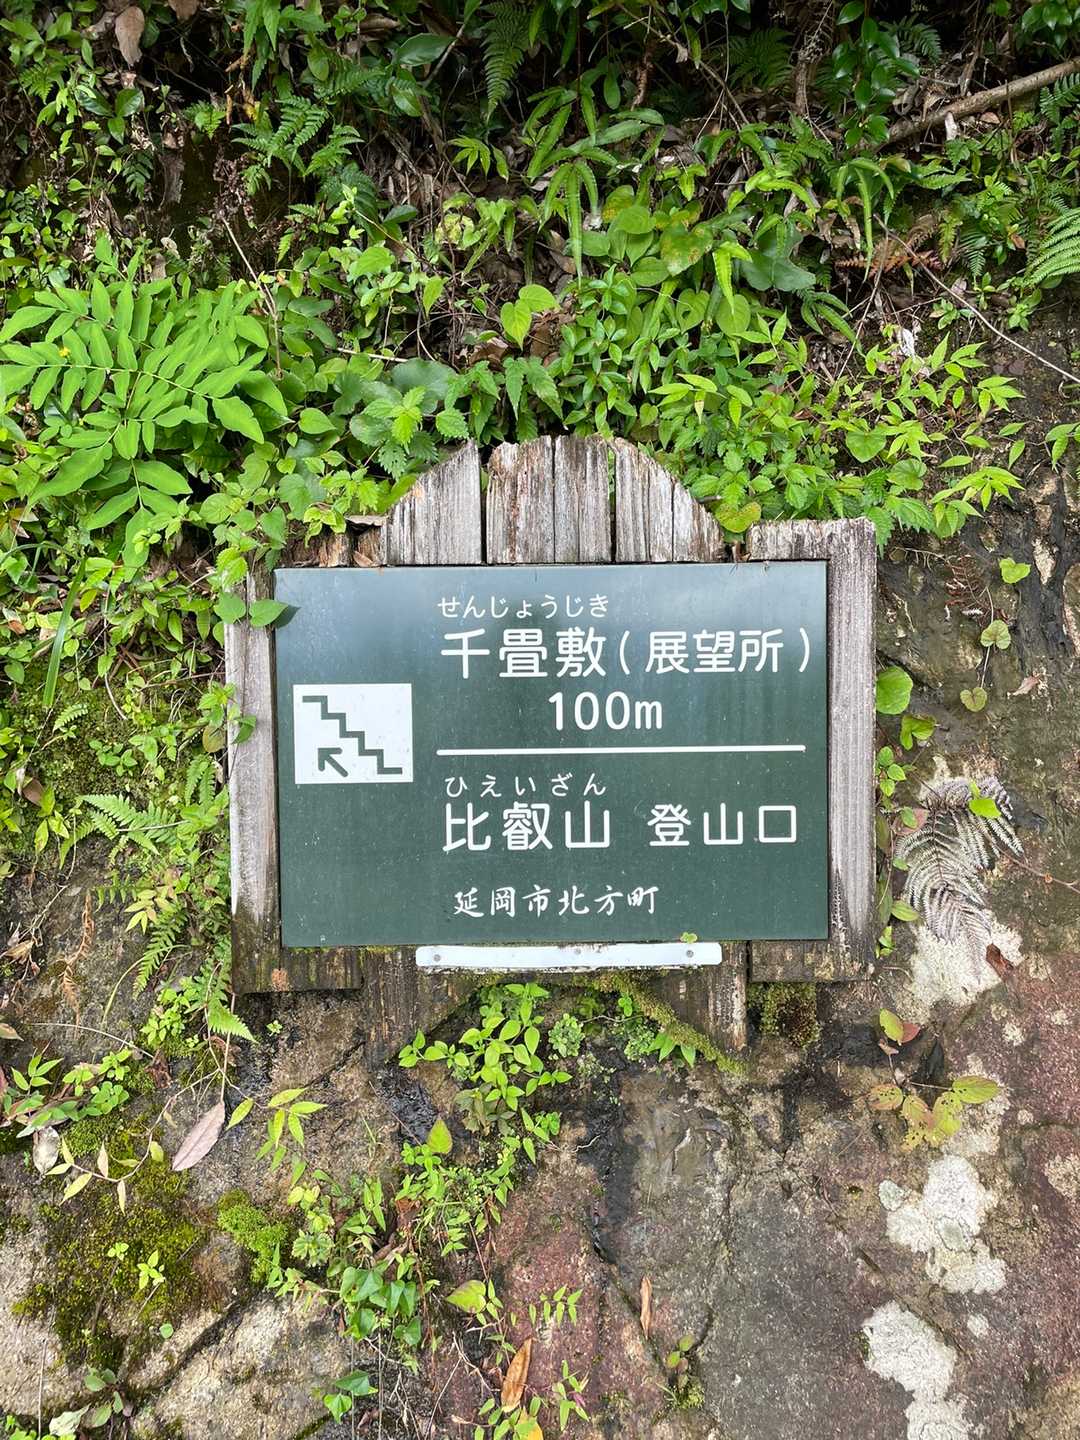 せんじょうじき
千畳敷(展望所)
100m
ひえいざん
比叡山 登山口
延岡市北方町